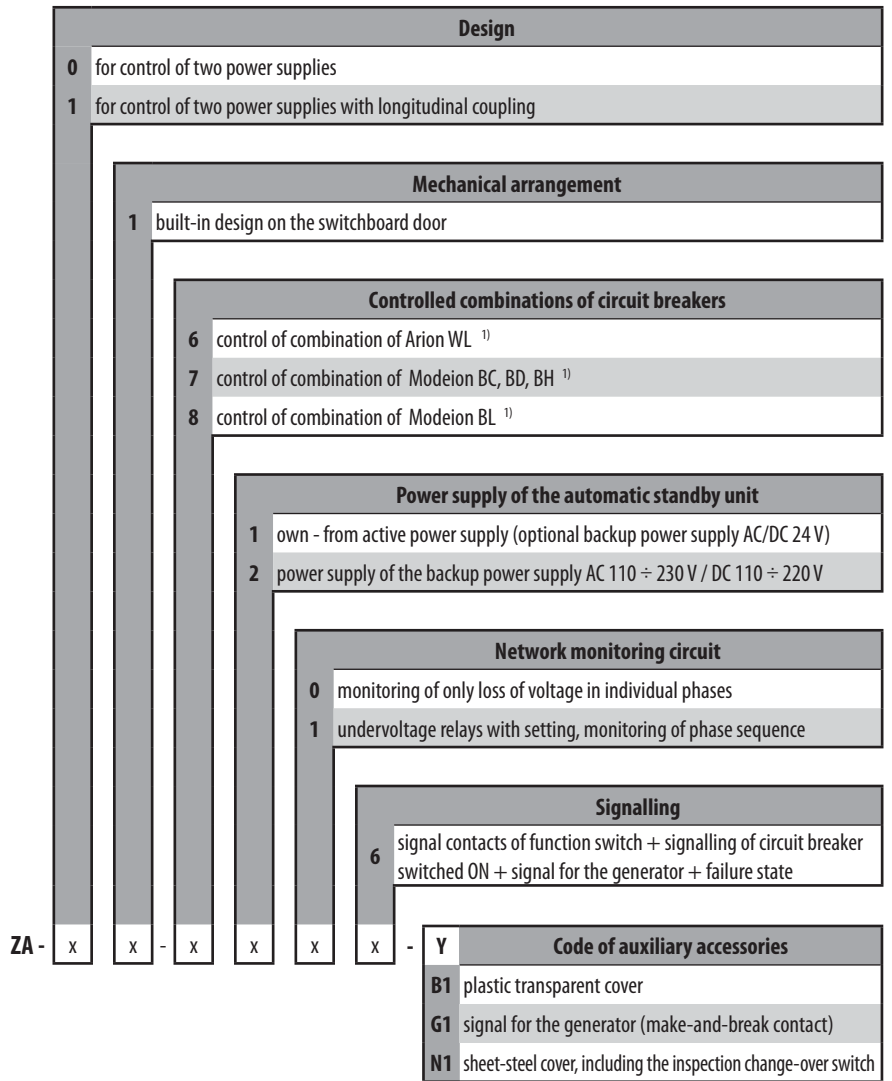 Design
0 for control of two power supplies
1 for control of two power supplies with longitudinal coupling
Mechanical arrangement
1 built-in design on the switchboard door
Controlled combinations of circuit breakers
6 control of combination of Arion WL 1)
7 control of combination of Modeion BC, BD, BH 1)
8 control of combination of Modeion BL 1)
Power supply of the automatic standby unit
1 own - from active power supply (optional backup power supply AC/DC 24 V)
2 power supply of the backup power supply AC 110 ÷ 230 V / DC 110 ÷ 220 V
Network monitoring circuit
0 monitoring of only loss of voltage in individual phases
1 undervoltage relays with setting, monitoring of phase sequence
Signalling
6 signal contacts of function switch + signalling of circuit breaker
switched ON + signal for the generator + failure state
ZA - x x - x x x x - Y Code of auxiliary accessories
B1 plastic transparent cover
G1 signal for the generator (make-and-break contact)
N1 sheet-steel cover, including the inspection change-over switch